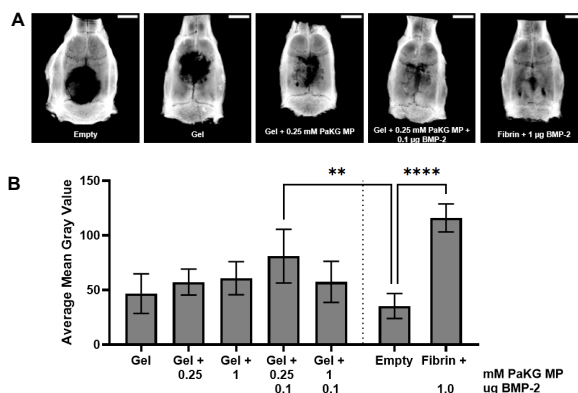 A
Empty
Gel
Gel + 0.25 mM PaKG MP
Gel + 0.25 mM PaKG MP +
0.1 µg BMP-2
Fibrin + 1 µg BMP-2
B
Average Mean Gray Value
150
100
50
0
**
****
Gel
Gel +
0.25
Gel +
1
Gel +
0.25
0.1
Gel +
1
0.1
Empty
Fibrin +
1.0
mM PaKG MP
µg BMP-2